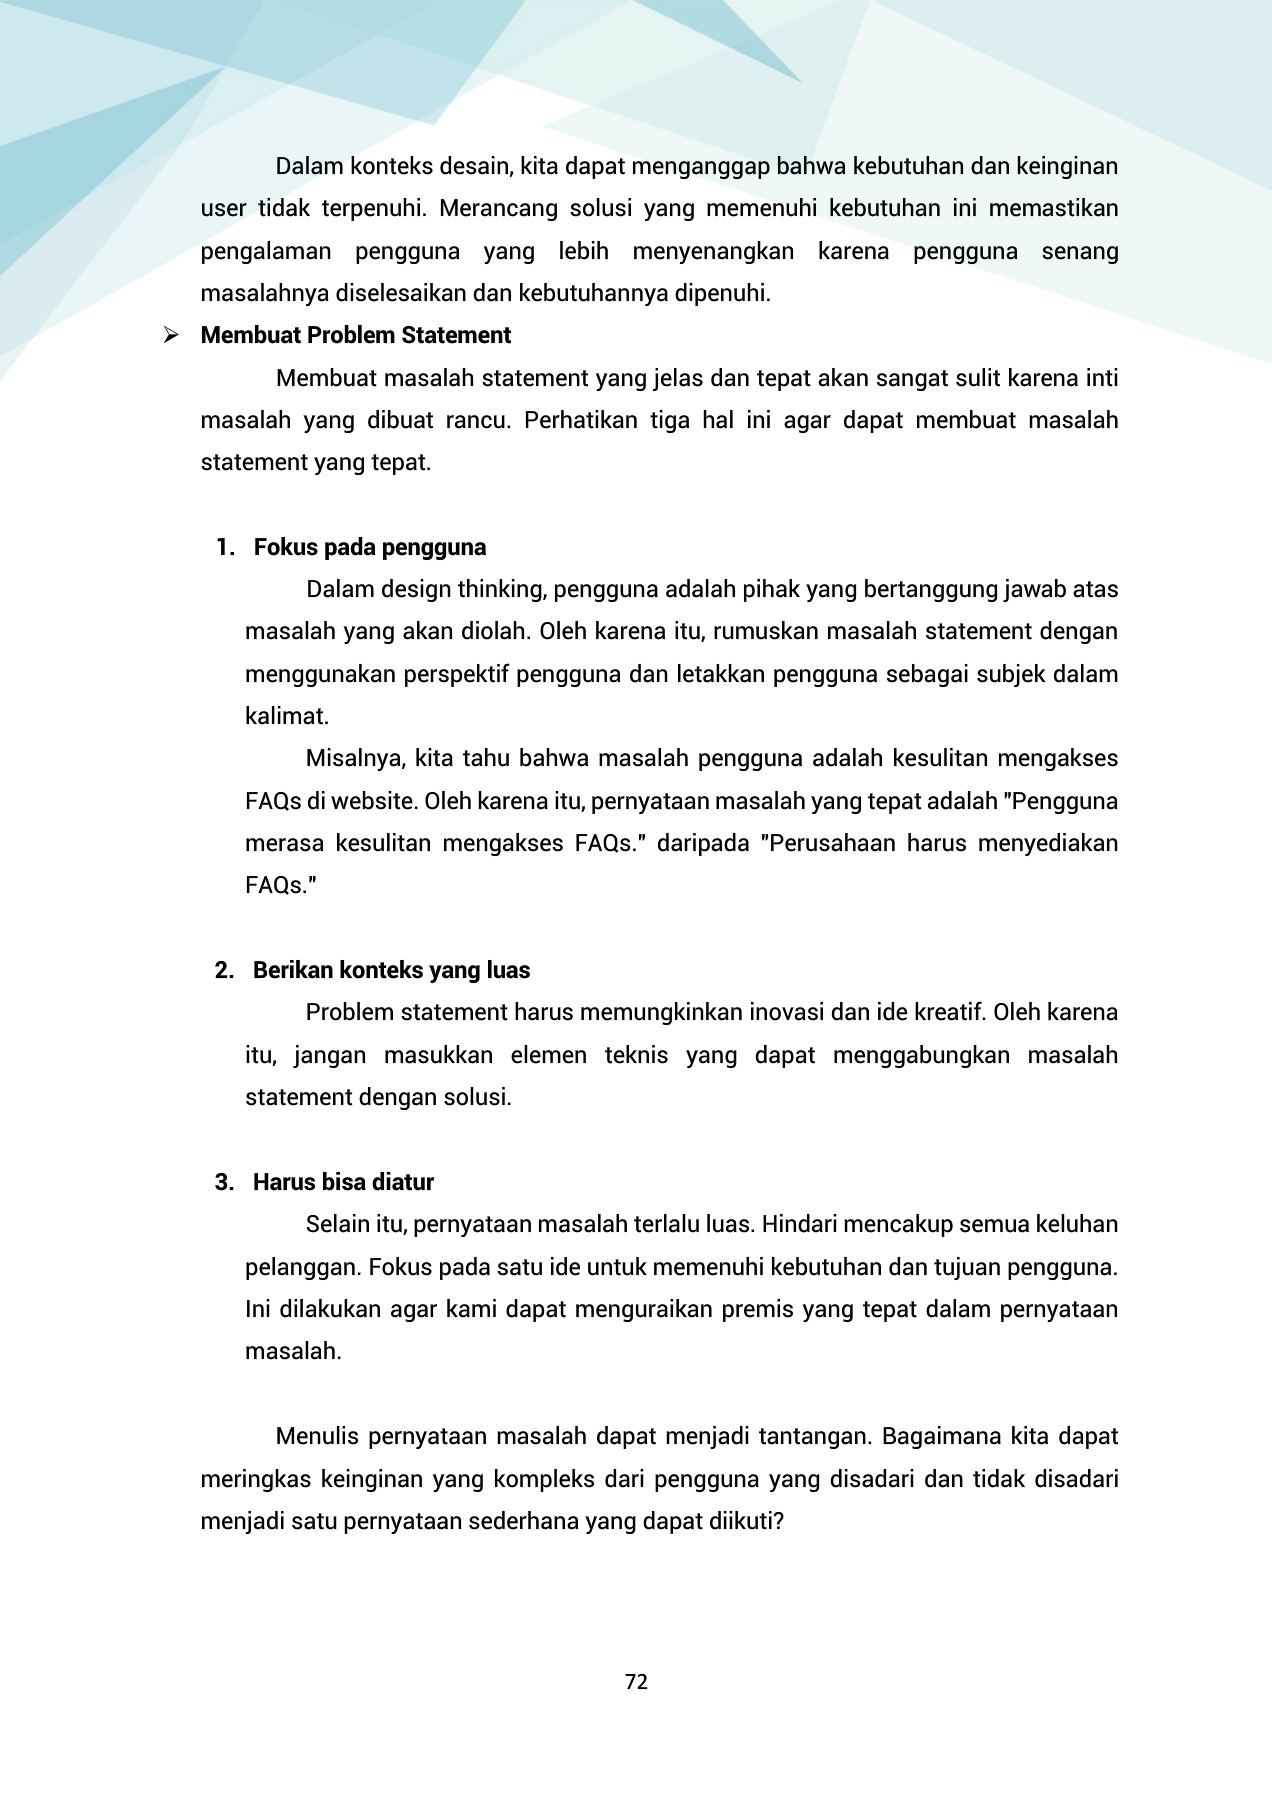 Dalam konteks desain, kita dapat menganggap bahwa kebutuhan dan keinginan
user tidak terpenuhi. Merancang solusi yang memenuhi kebutuhan ini memastikan
pengalaman pengguna yang lebih menyenangkan karena pengguna senang
masalahnya diselesaikan dan kebutuhannya dipenuhi.
➢ Membuat Problem Statement
Membuat masalah statement yang jelas dan tepat akan sangat sulit karena inti
masalah yang dibuat rancu. Perhatikan tiga hal ini agar dapat membuat masalah
statement yang tepat.
1. Fokus pada pengguna
Dalam design thinking, pengguna adalah pihak yang bertanggung jawab atas
masalah yang akan diolah. Oleh karena itu, rumuskan masalah statement dengan
menggunakan perspektif pengguna dan letakkan pengguna sebagai subjek dalam
kalimat.
Misalnya, kita tahu bahwa masalah pengguna adalah kesulitan mengakses
FAQs di website. Oleh karena itu, pernyataan masalah yang tepat adalah "Pengguna
merasa kesulitan mengakses FAQs." daripada "Perusahaan harus menyediakan
FAQs."
2. Berikan konteks yang luas
Problem statement harus memungkinkan inovasi dan ide kreatif. Oleh karena
itu, jangan masukkan elemen teknis yang dapat menggabungkan masalah
statement dengan solusi.
3. Harus bisa diatur
Selain itu, pernyataan masalah terlalu luas. Hindari mencakup semua keluhan
pelanggan. Fokus pada satu ide untuk memenuhi kebutuhan dan tujuan pengguna.
Ini dilakukan agar kami dapat menguraikan premis yang tepat dalam pernyataan
masalah.
Menulis pernyataan masalah dapat menjadi tantangan. Bagaimana kita dapat
meringkas keinginan yang kompleks dari pengguna yang disadari dan tidak disadari
menjadi satu pernyataan sederhana yang dapat diikuti?
72